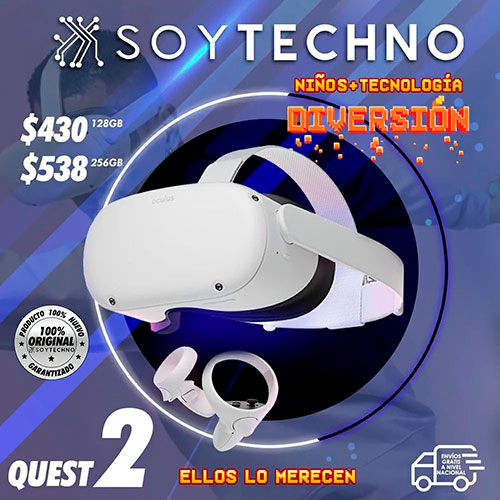 SOYTECHNO
NIÑOS+TECNOLOGÍA
DIVERSIÓN
$430 128GB
$538 256GB
oculus
PRODUCTO 100% NUEVO
100%
ORIGINAL
SOYTECHNO
GARANTIZADO
QUEST 2
ELLOS LO MERECEN
ENVÍOS
GRATIS
A NIVEL
NACIONAL